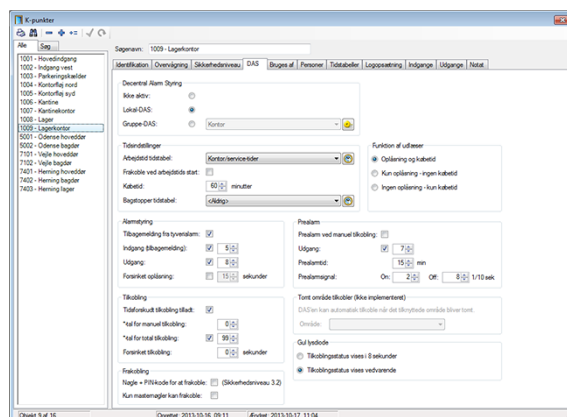 K-punkter
Alle
Søg...
1001 - Hovedindgang
1002 - Indgang vest
1003 - Parkeringskælder
1004 - Kontorfløj nord
1005 - Kontorfløj syd
1006 - Kantine
1007 - Kantinekontor
1008 - Lager
1009 - Lagerkontor
5001 - Odense hoveddør
5002 - Odense bagdør
7101 - Vejle hoveddør
7102 - Vejle bagdør
7401 - Herning hoveddør
7402 - Herning bagdør
7403 - Herning lager
Søgenavn: 1009 - Lagerkontor
Identifikation Overvågning Sikkerhedsniveau DAS Bruges af Personer Tidstabeller Logopsætning Indgange Udgange Notat
Decentral Alarm Styring
Ikke aktiv:
Lokal-DAS:
Gruppe-DAS: Kontor
Tidsindstillinger
Arbejdstid tidstabel: Kontor/service-tider
Frakoble ved arbejdstids start:
Købetid: 60 minutter
Bagstopper tidstabel: <Aldrig>
Funktion af udlæser
Oplåsning og købetid
Kun oplåsning - ingen købetid
Ingen oplåsning - kun købetid
Alarmstyring
Tilbagemelding fra tyverialarm:
Indgang (tilbagemelding): 5
Udgang: 8
Forsinket oplåsning: 15 sekunder
Prealarm
Prealarm ved manuel tilkobling:
Udgang: 7
Prealarmtid: 15 min
Prealarmsignal: On: 2 Off: 8 1/10 sek
Tilkobling
Tidsforskudt tilkobling tilladt:
*-tal for manuel tilkobling: 0
*-tal for total tilkobling: 99
Forsinket tilkobling: 0 sekunder
Tomt område tilkobler (Ikke implementeret)
DAS'en kan automatisk tilkoble når det tilknyttede område bliver tomt.
Område:
Gul lysdiode
Tilkoblingsstatus vises i 8 sekunder
Tilkoblingsstatus vises vedvarende
Frakobling
Nøgle + PIN-kode for at frakoble: (Sikkerhedsniveau 3.2)
Kun masternøgler kan frakoble:
Objekt 9 af 16 Oprettet: 2013-10-16, 09:11 Ændret: 2013-10-17, 11:04